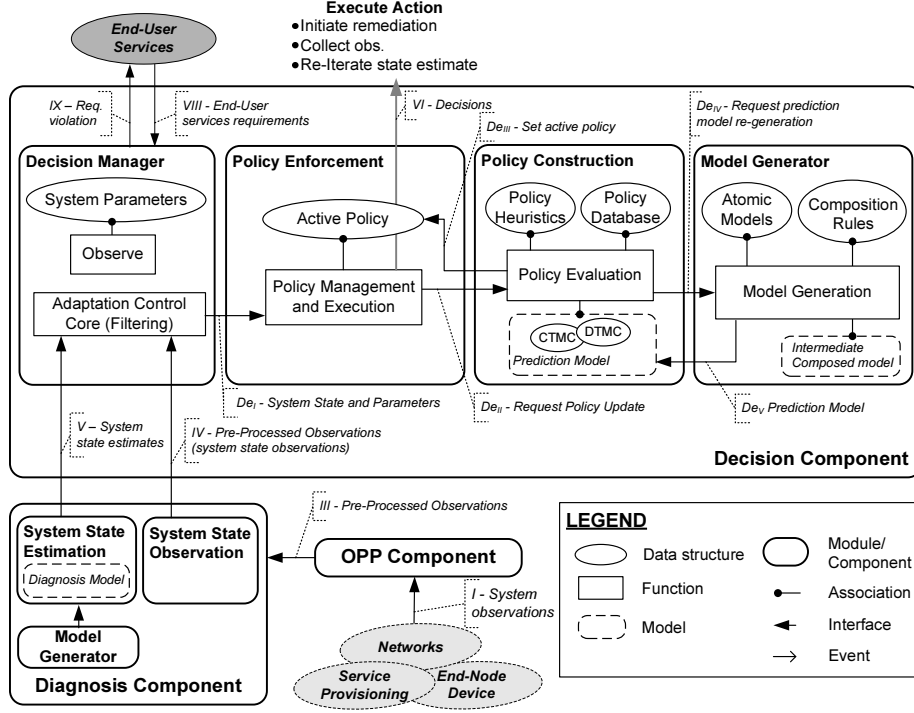 Execute Action
●Initiate remediation
●Collect obs.
●Re-Iterate state estimate
End-User
Services
IX – Req.
violation
VIII - End-User
services requirements
VI - Decisions
De_III - Set active policy
De_IV - Request prediction
model re-generation
Decision Manager
System Parameters
Observe
Adaptation Control
Core (Filtering)
Policy Enforcement
Active Policy
Policy Management
and Execution
Policy Construction
Policy
Heuristics
Policy
Database
Policy Evaluation
CTMC
DTMC
Prediction Model
Model Generator
Atomic
Models
Composition
Rules
Model Generation
Intermediate
Composed model
De_I - System State and Parameters
De_II - Request Policy Update
De_V Prediction Model
V – System
state estimates
IV - Pre-Processed Observations
(system state observations)
Decision Component
System State
Estimation
Diagnosis Model
System State
Observation
Model
Generator
Diagnosis Component
III - Pre-Processed Observations
OPP Component
I - System
observations
Networks
Service
Provisioning
End-Node
Device
LEGEND
Data structure
Function
Model
Module/
Component
Association
Interface
Event